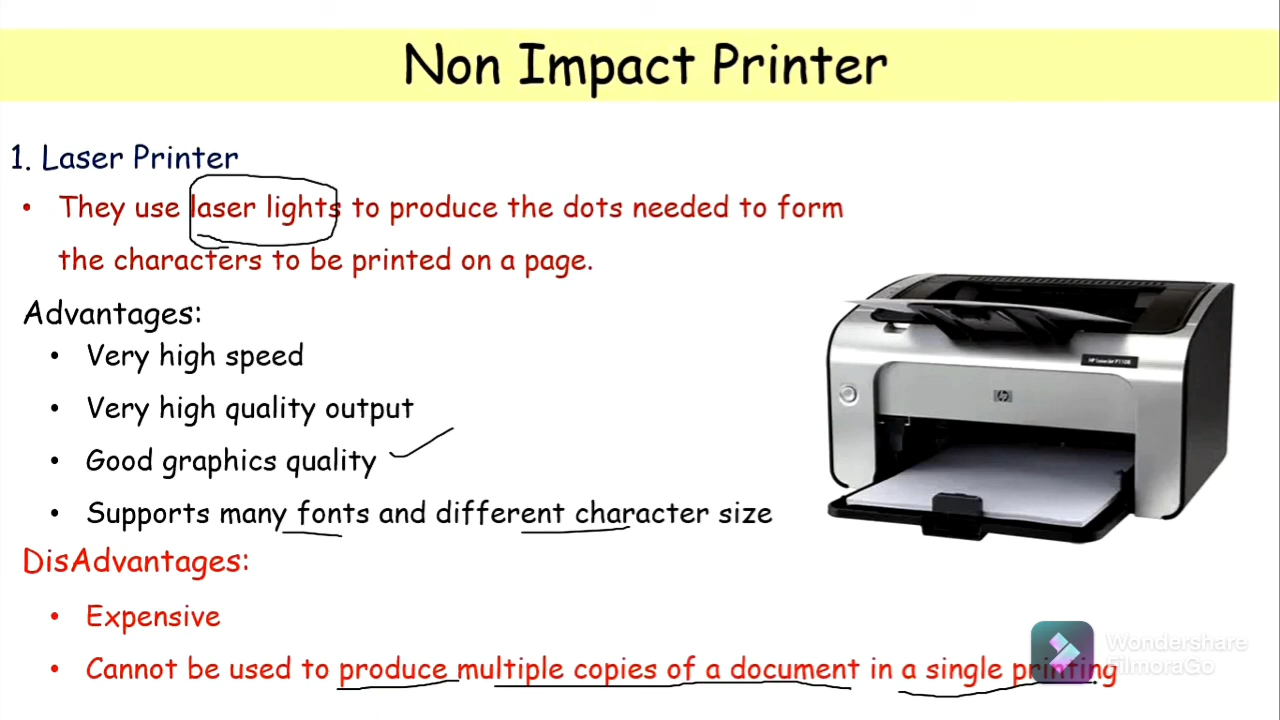 Non Impact Printer
1. Laser Printer
• They use laser lights to produce the dots needed to form
the characters to be printed on a page.
Advantages:
• Very high speed
• Very high quality output
• Good graphics quality
• Supports many fonts and different character size
DisAdvantages:
• Expensive
• Cannot be used to produce multiple copies of a document in a single printing
hp
Wondershare
FilmoraGo